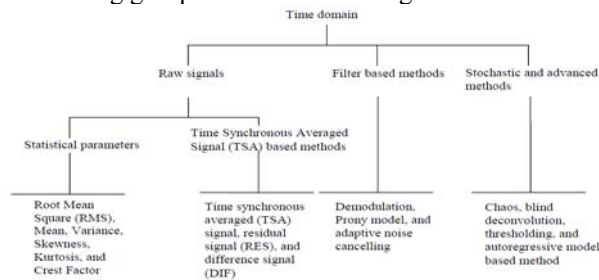 Time domain
Raw signals
Filter based methods
Stochastic and advanced
methods
Statistical parameters
Time Synchronous Averaged
Signal (TSA) based methods
Root Mean
Square (RMS),
Mean, Variance,
Skewness,
Kurtosis, and
Crest Factor
Time synchronous
averaged (TSA)
signal, residual
signal (RES), and
difference signal
(DIF)
Demodulation,
Prony model, and
adaptive noise
cancelling
Chaos, blind
deconvolution,
thresholding, and
autoregressive model
based method